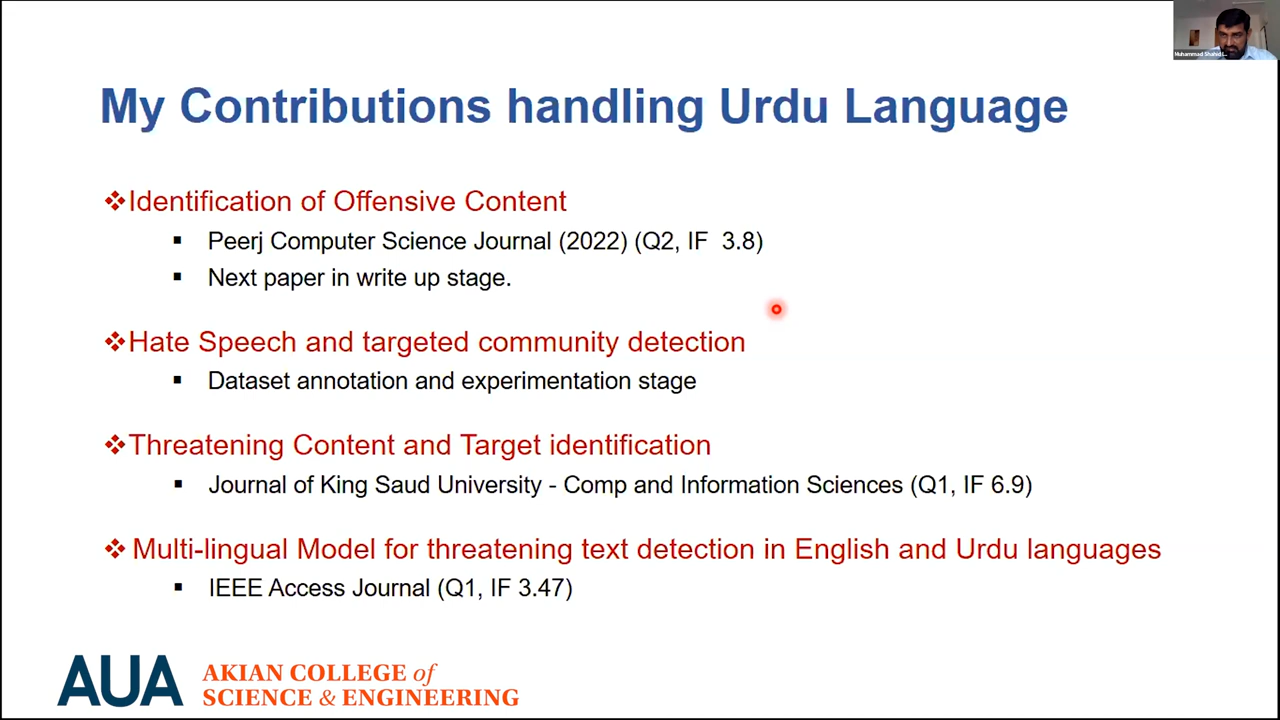 Muhammad Shahid I...
My Contributions handling Urdu Language
Identification of Offensive Content
Peerj Computer Science Journal (2022) (Q2, IF 3.8)
Next paper in write up stage.
Hate Speech and targeted community detection
Dataset annotation and experimentation stage
Threatening Content and Target identification
Journal of King Saud University - Comp and Information Sciences (Q1, IF 6.9)
Multi-lingual Model for threatening text detection in English and Urdu languages
IEEE Access Journal (Q1, IF 3.47)
AUA AKIAN COLLEGE of
SCIENCE & ENGINEERING